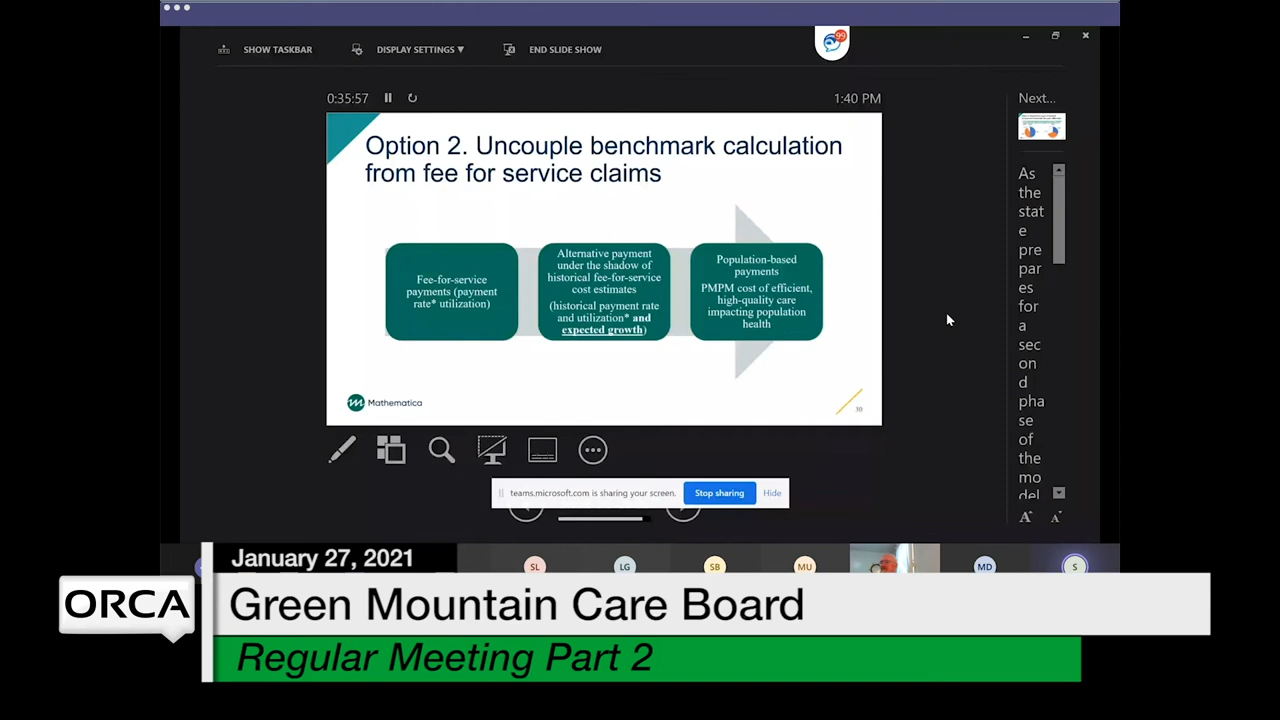 SHOW TASKBAR
DISPLAY SETTINGS ▼
END SLIDE SHOW
99
0:35:57
1:40 PM
Next...
Option 2. Uncouple benchmark calculation
from fee for service claims
Fee-for-service
payments (payment
rate* utilization)
Alternative payment
under the shadow of
historical fee-for-service
cost estimates
(historical payment rate
and utilization* and
expected growth)
Population-based
payments
PMPM cost of efficient,
high-quality care
impacting population
health
Mathematica
30
As
the
stat
e
pre
par
es
for
a
sec
on
d
pha
se
of
the
mo
del
A A
teams.microsoft.com is sharing your screen.
Stop sharing
Hide
SL
LG
SB
MU
MD
S
January 27, 2021
ORCA
Green Mountain Care Board
Regular Meeting Part 2